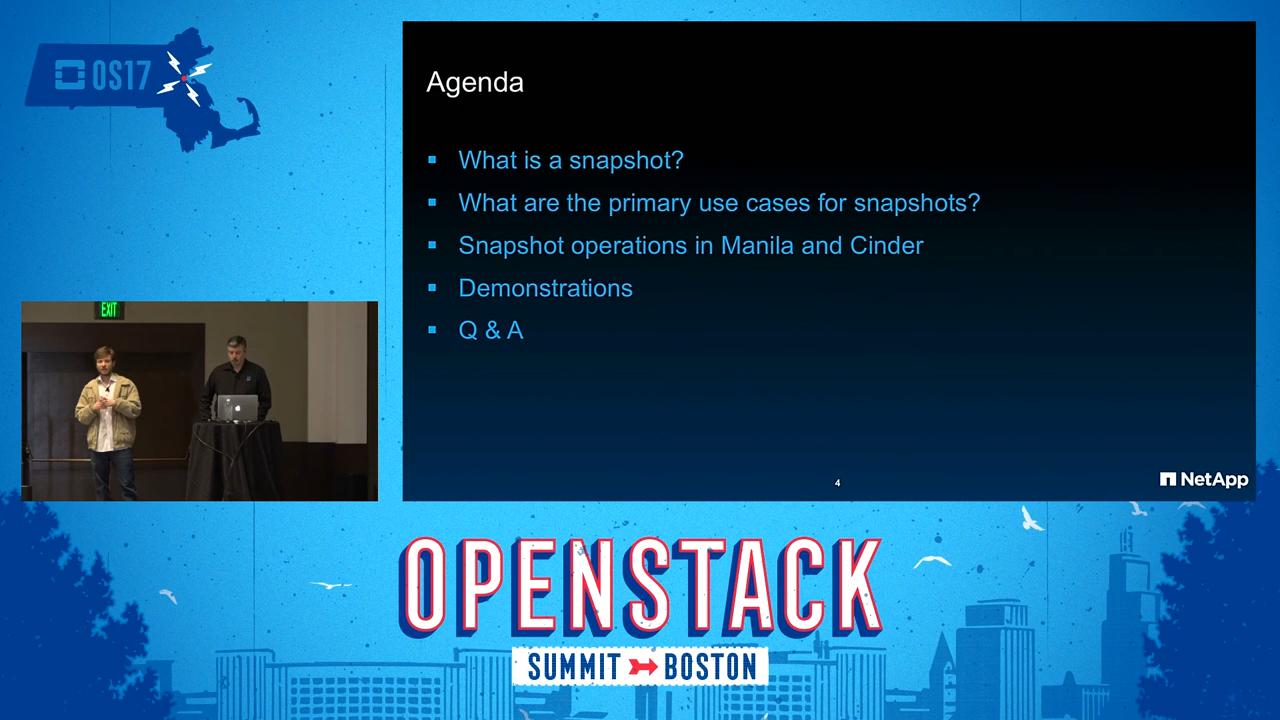 OS17
Agenda
What is a snapshot?
What are the primary use cases for snapshots?
Snapshot operations in Manila and Cinder
Demonstrations
Q & A
4
NetApp
EXIT
OPENSTACK
SUMMIT BOSTON